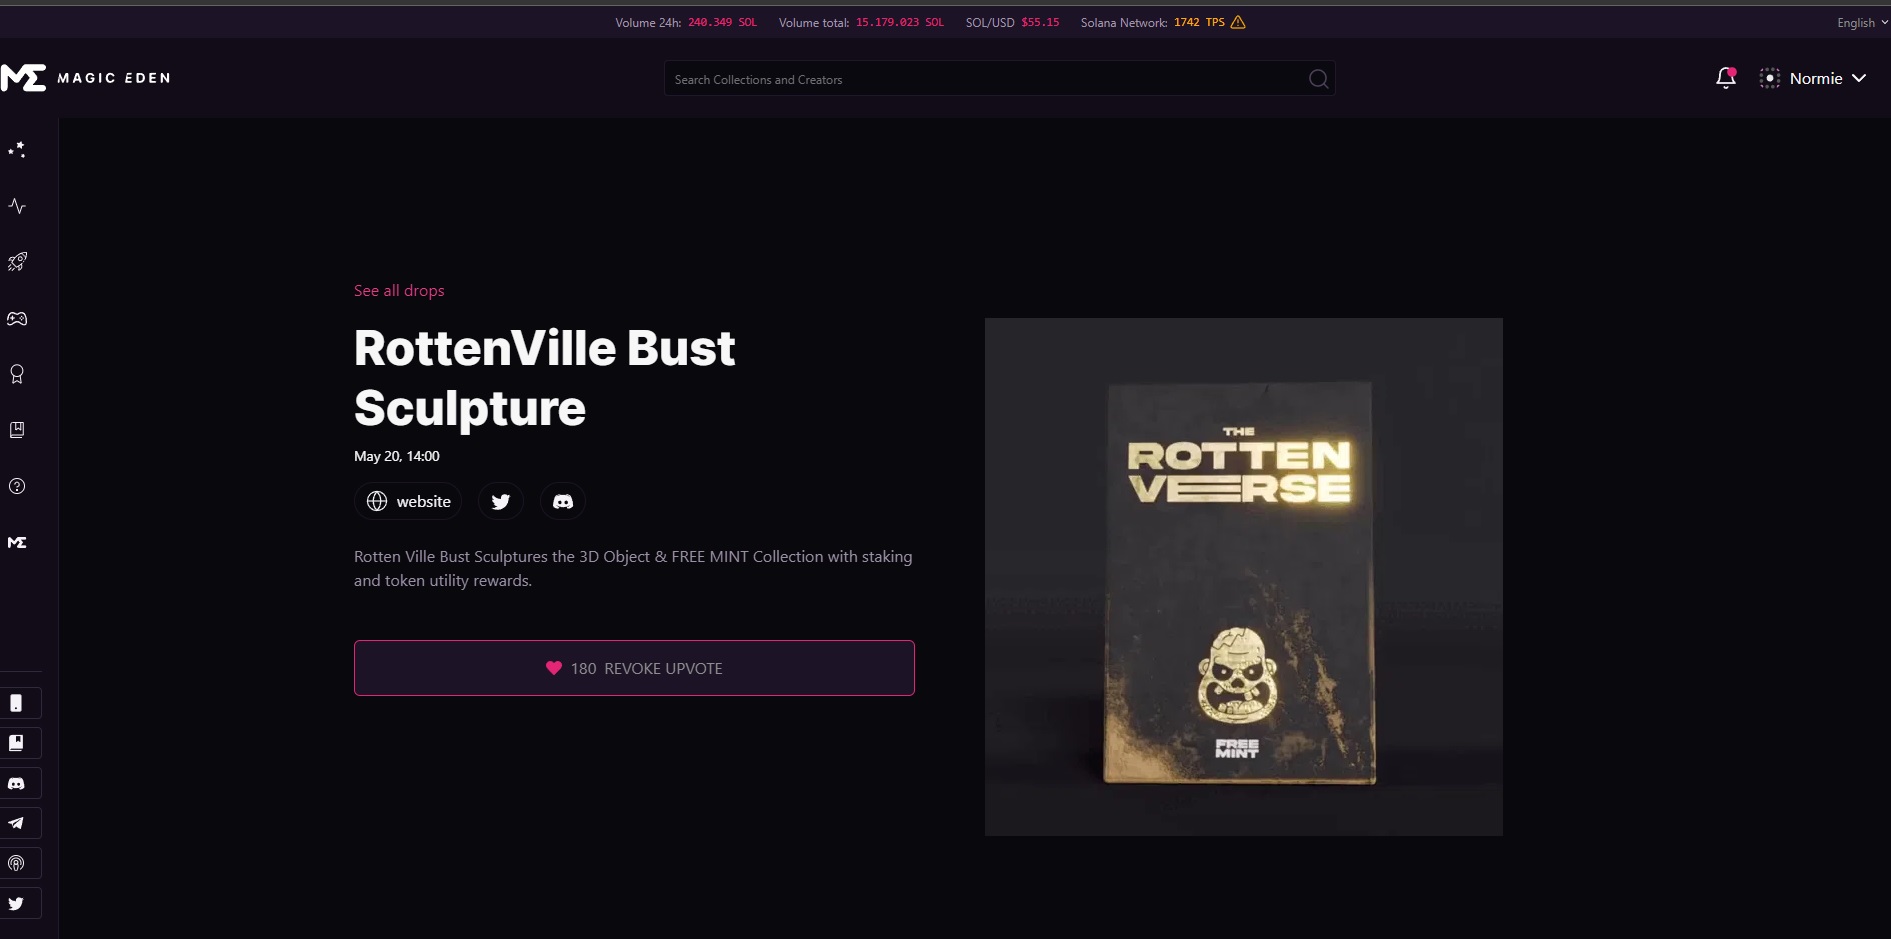 Volume 24h: 240.349 SOL Volume total: 15.179.023 SOL SOL/USD $55.15 Solana Network: 1742 TPS English
ME MAGIC EDEN
Search Collections and Creators
Normie
See all drops
RottenVille Bust
Sculpture
May 20, 14:00
website
Rotten Ville Bust Sculptures the 3D Object & FREE MINT Collection with staking
and token utility rewards.
180 REVOKE UPVOTE
THE
ROTTEN
VERSE
FREE
MINT
ME